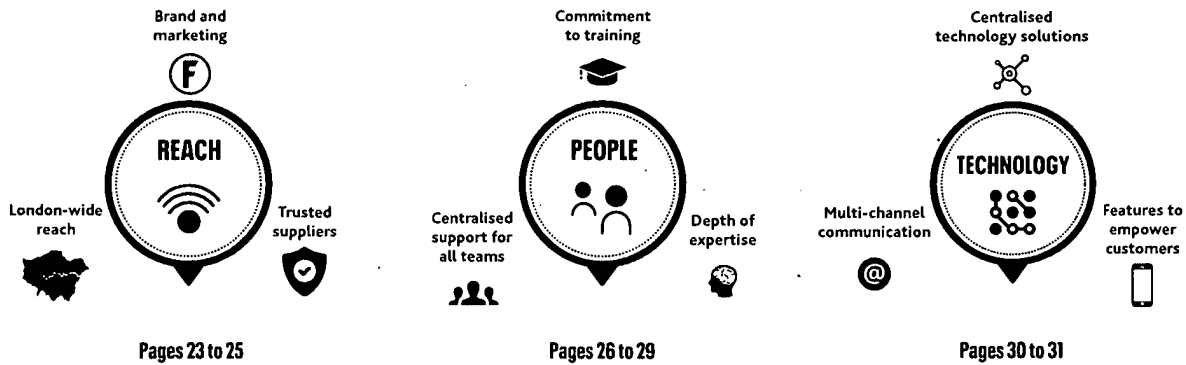 Brand and
marketing
F
REACH
London-wide
reach
Trusted
suppliers
Pages 23 to 25
Commitment
to training
PEOPLE
Centralised
support for
all teams
Depth of
expertise
Pages 26 to 29
Centralised
technology solutions
TECHNOLOGY
Multi-channel
communication
@
Features to
empower
customers
Pages 30 to 31